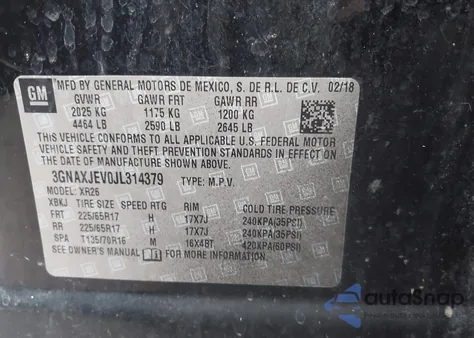 GM
MFD BY GENERAL MOTORS DE MEXICO, S. DE R.L. DE C.V. 02/18
GVWR GAWR FRT GAWR RR
2025 KG 1175 KG 1200 KG
4464 LB 2590 LB 2645 LB
THIS VEHICLE CONFORMS TO ALL APPLICABLE U.S. FEDERAL MOTOR
VEHICLE SAFETY AND THEFT PREVENTION STANDARDS IN EFFECT
ON THE DATE OF MANUFACTURE SHOWN ABOVE.
3GNAXJEV0JL314379 TYPE: M.P.V.
MODEL: XR26
XBKJ TIRE SIZE SPEED RIM COLD TIRE PRESSURE
FRT 225/65R17 H 17X7J 240KPA(35PSI)
RR 225/65R17 H 17X7J 240KPA(35PSI)
SPA T135/70R16 M 16X4BT 420KPA(60PSI)
SEE OWNER'S MANUAL FOR MORE INFORMATION
autoSnap